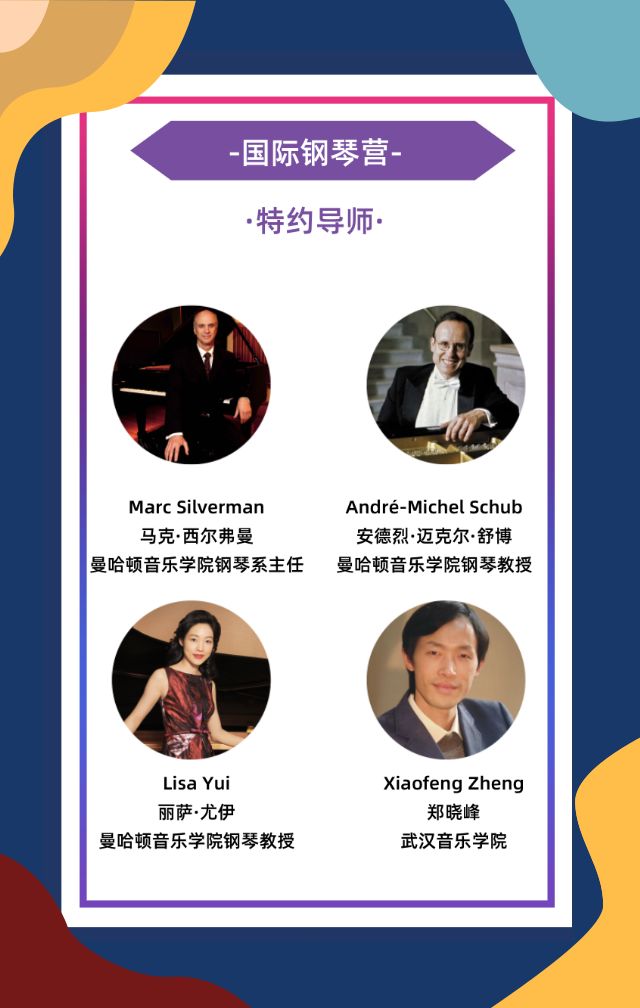 -国际钢琴营-
·特约导师·
Marc Silverman
马克·西尔弗曼
曼哈顿音乐学院钢琴系主任
André-Michel Schub
安德烈·迈克尔·舒博
曼哈顿音乐学院钢琴教授
Lisa Yui
丽萨·尤伊
曼哈顿音乐学院钢琴教授
Xiaofeng Zheng
郑晓峰
武汉音乐学院